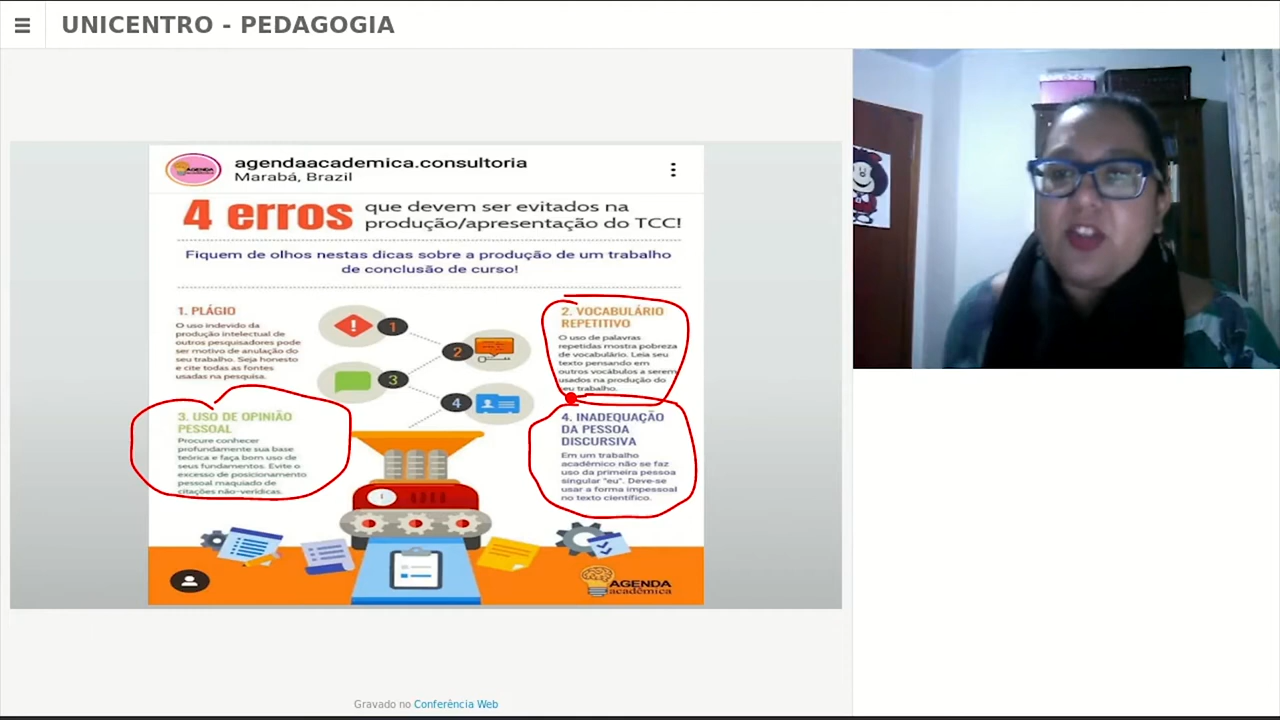 UNICENTRO - PEDAGOGIA
agendaacademica.consultoria
Marabá, Brazil
4 erros que devem ser evitados na
produção/apresentação do TCC!
Fiquem de olhos nestas dicas sobre a produção de um trabalho
de conclusão de curso!
1. PLÁGIO
O uso indevido da
produção intelectual de
outros pesquisadores pode
ser motivo de anulação do
seu trabalho. Seja honesto
e cite todas as fontes
usadas na pesquisa.
1
2
3
4
2. VOCABULÁRIO
REPETITIVO
O uso de palavras
repetidas mostra pobreza
de vocabulário. Leia seu
texto pensando em
outros vocábulos a serem
usados na produção do
seu trabalho.
3. USO DE OPINIÃO
PESSOAL
Procure conhecer
profundamente sua base
teórica e faça bom uso de
seus fundamentos. Evite o
excesso de posicionamento
pessoal maquiado de
citações não-verídicas.
4. INADEQUAÇÃO
DA PESSOA
DISCURSIVA
Em um trabalho
acadêmico não se faz
uso da primeira pessoa
singular "eu". Deve-se
usar a forma impessoal
no texto científico.
AGENDA
acadêmica
Gravado no Conferência Web